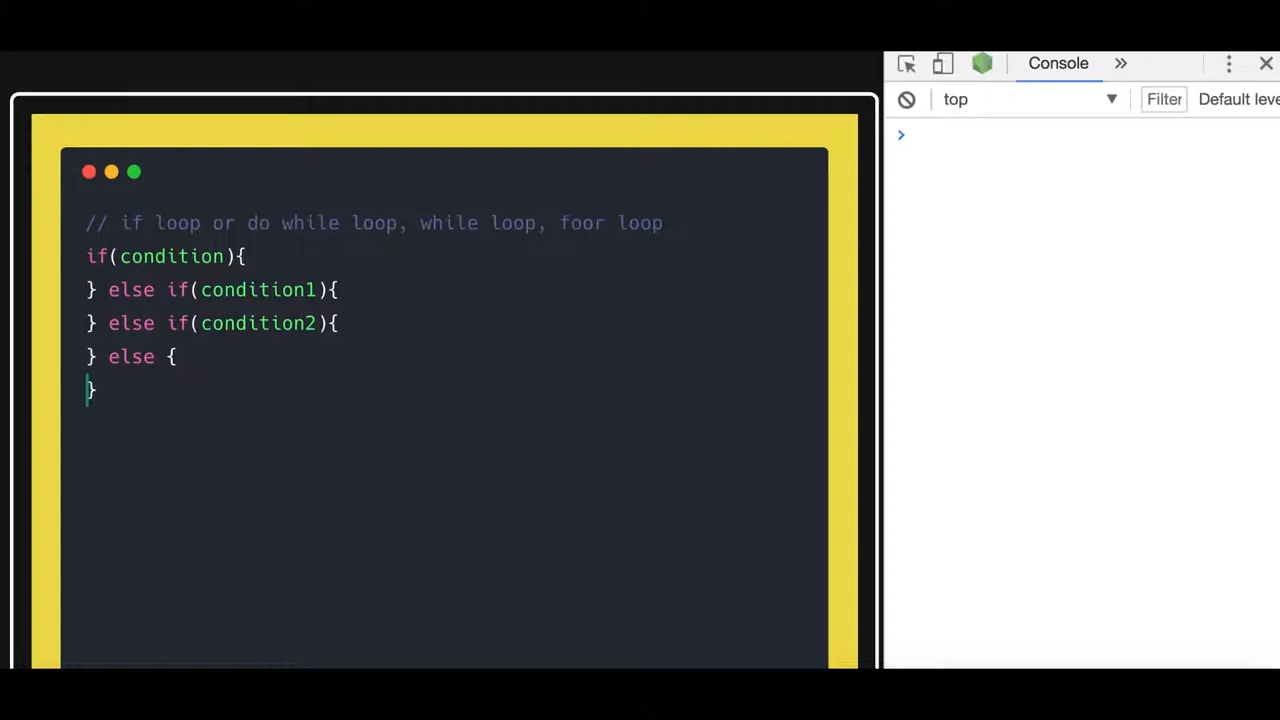 Console »
top
Filter
Default leve
›
// if loop or do while loop, while loop, foor loop
if(condition){
} else if(condition1){
} else if(condition2){
} else {
}